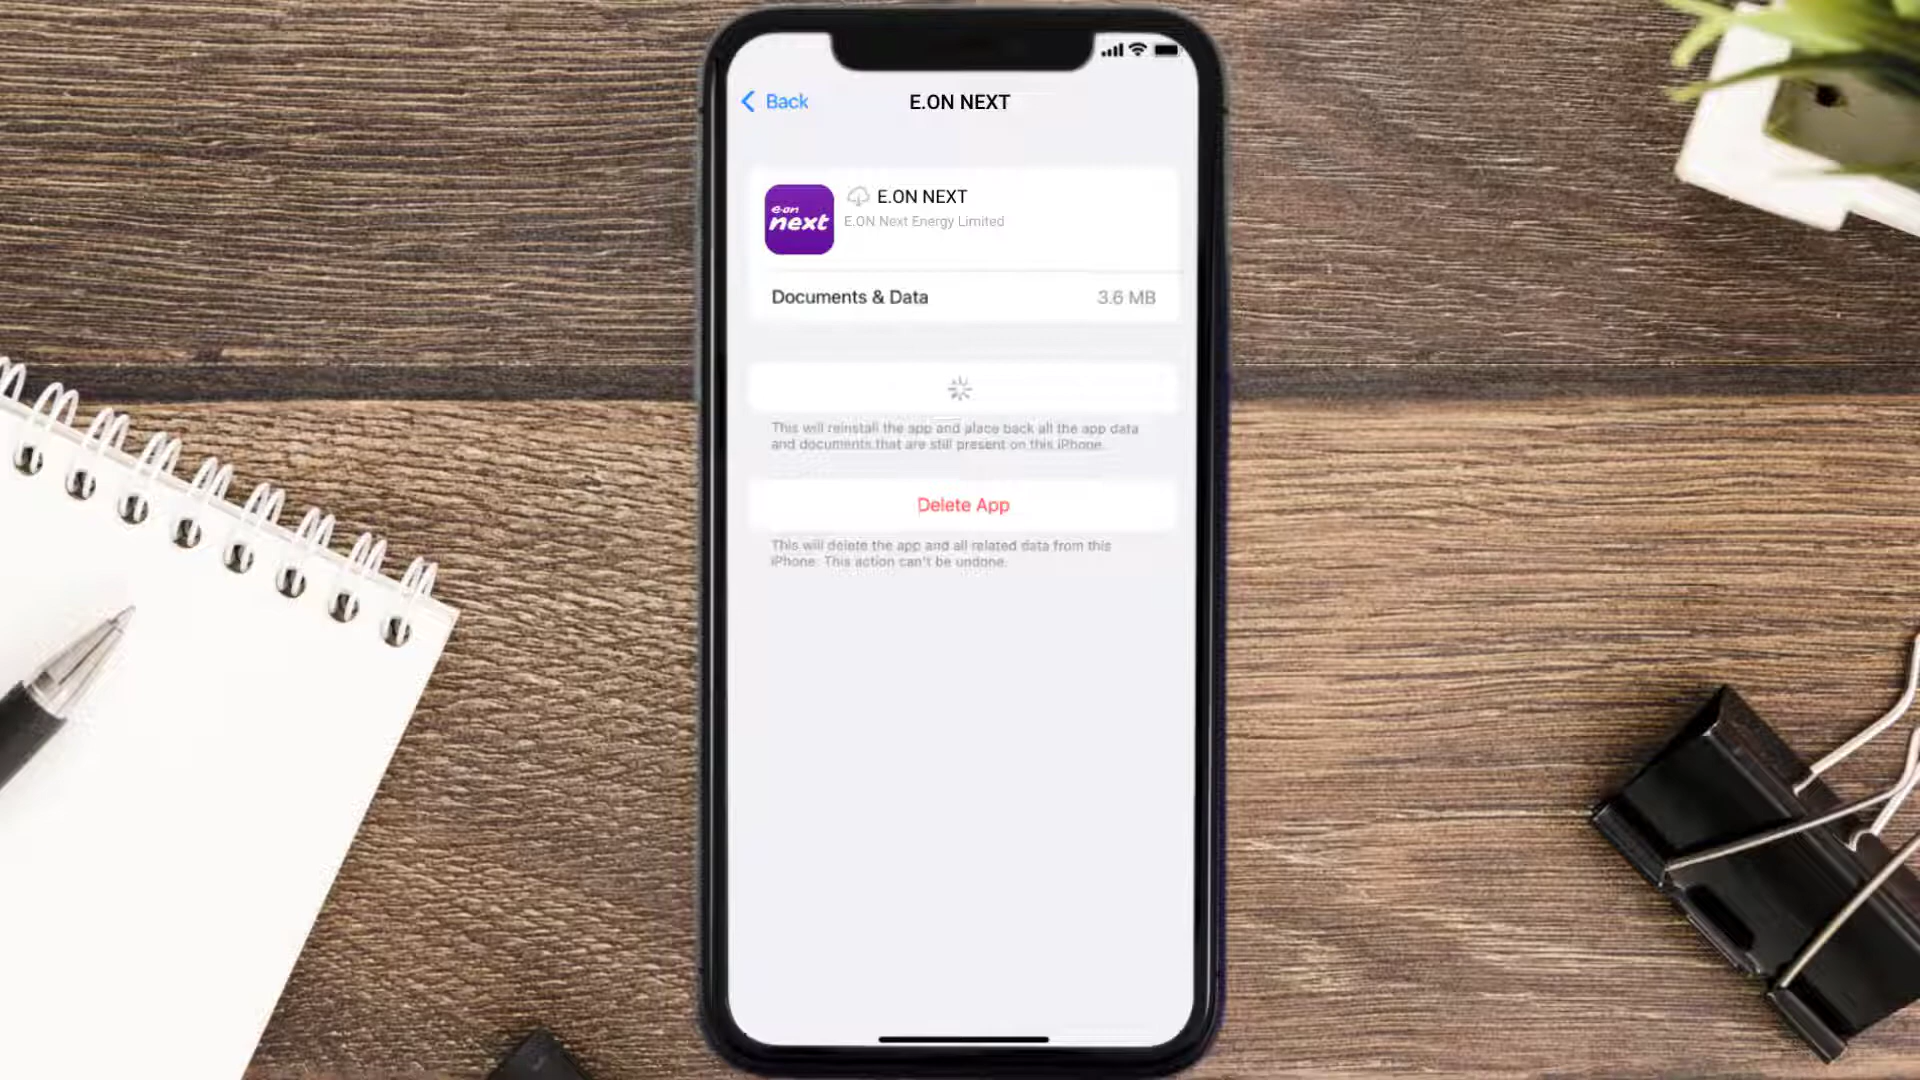 Back
E.ON NEXT
e·on
next
E.ON NEXT
E.ON Next Energy Limited
Documents & Data
3.6 MB
This will reinstall the app and place back all the app data
and documents that are still present on this iPhone.
Delete App
This will delete the app and all related data from this
iPhone. This action can't be undone.